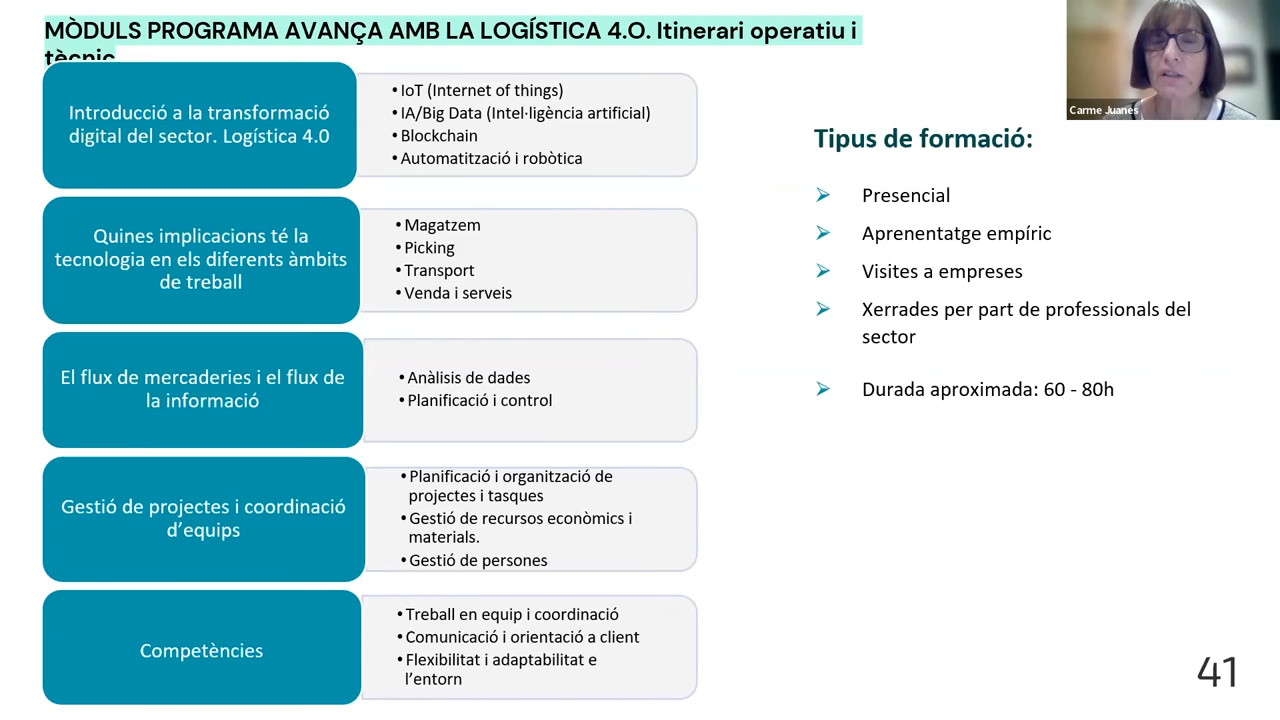 MÒDULS PROGRAMA AVANÇA AMB LA LOGÍSTICA 4.0. Itinerari operatiu i
tècnic
Carme Juanes
Introducció a la transformació
digital del sector. Logística 4.0
• IoT (Internet of things)
• IA/Big Data (Intel·ligència artificial)
• Blockchain
• Automatització i robòtica
Quines implicacions té la
tecnologia en els diferents àmbits
de treball
• Magatzem
• Picking
• Transport
• Venda i serveis
El flux de mercaderies i el flux de
la informació
• Anàlisis de dades
• Planificació i control
Gestió de projectes i coordinació
d’equips
• Planificació i organització de
projectes i tasques
• Gestió de recursos econòmics i
materials.
• Gestió de persones
Competències
• Treball en equip i coordinació
• Comunicació i orientació a client
• Flexibilitat i adaptabilitat e
l’entorn
Tipus de formació:
➢ Presencial
➢ Aprenentatge empíric
➢ Visites a empreses
➢ Xerrades per part de professionals del
sector
➢ Durada aproximada: 60 - 80h
41